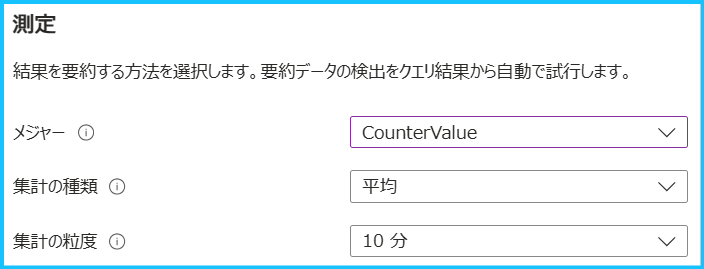 測定
結果を要約する方法を選択します。要約データの検出をクエリ結果から自動で試行します。
メジャー CounterValue
集計の種類 平均
集計の粒度 10 分